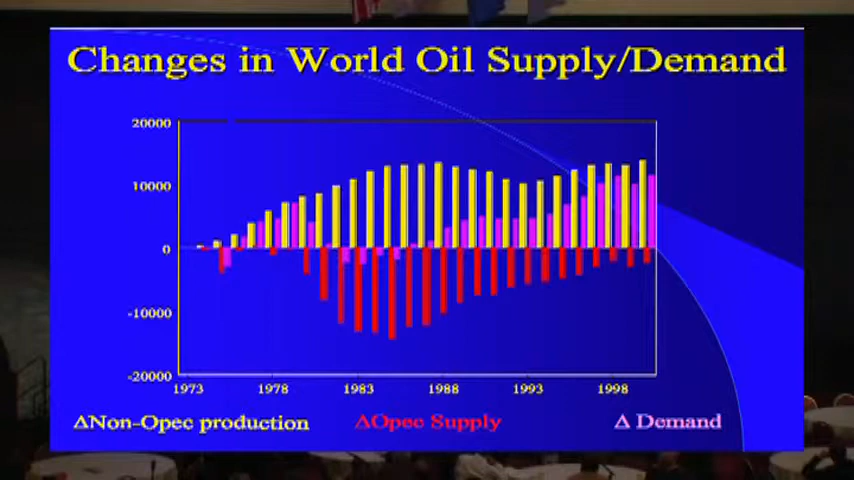 Changes in World Oil Supply/Demand
20000
10000
0
-10000
-20000
1973 1978 1983 1988 1993 1998
ΔNon-Opec production ΔOpec Supply Δ Demand